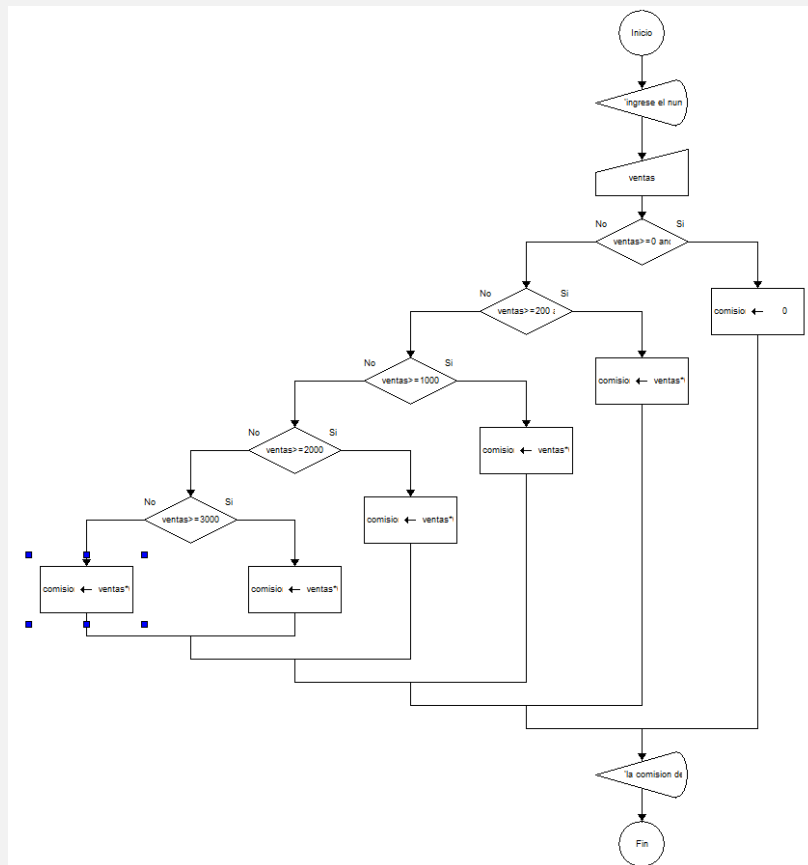 Inicio
'ingrese el nun
ventas
No
Si
ventas>=0 and
No
Si
comisio ← 0
ventas>=200 a
No
Si
comisio ← ventas*
ventas>=1000
No
Si
comisio ← ventas*
ventas>=2000
No
Si
comisio ← ventas*
ventas>=3000
comisio ← ventas*
comisio ← ventas*
'la comision de
Fin